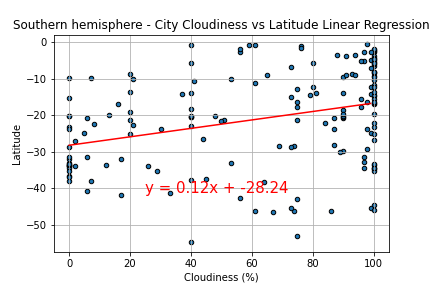 Southern hemisphere - City Cloudiness vs Latitude Linear Regression
0
−10
−20
−30
−40
−50
Latitude
y = 0.12x + -28.24
0 20 40 60 80 100
Cloudiness (%)